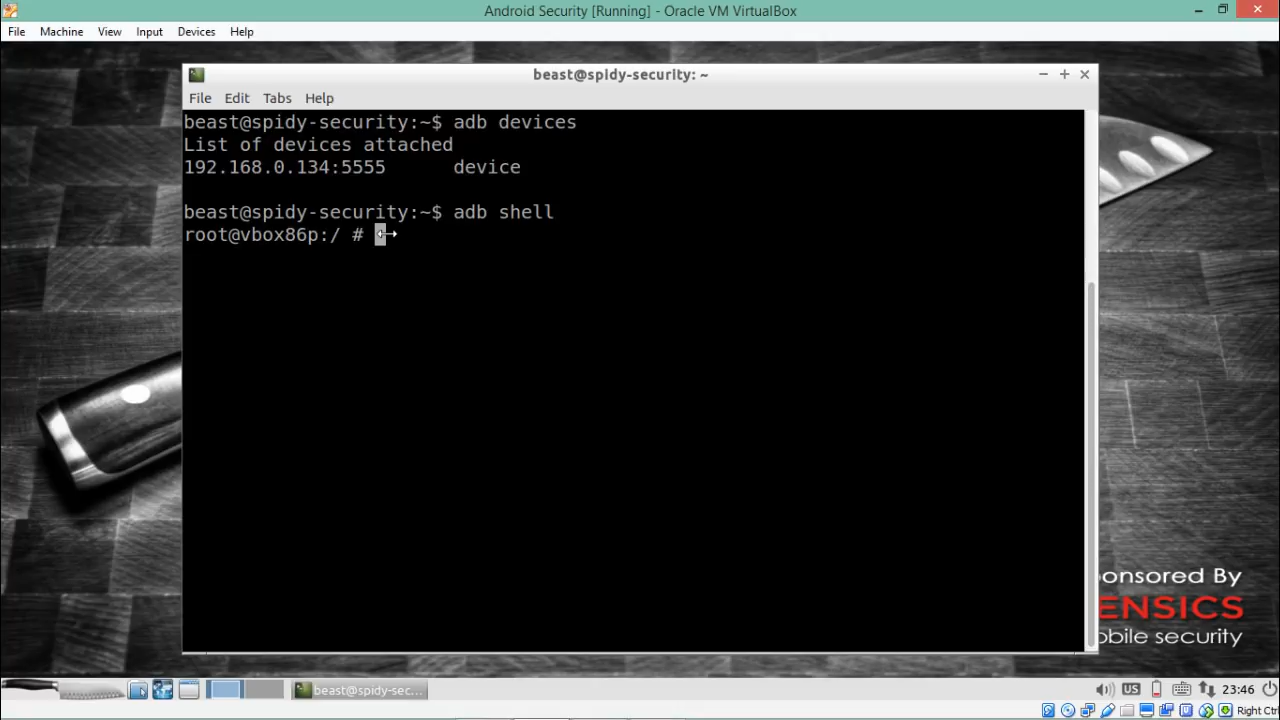 Android Security [Running] - Oracle VM VirtualBox
File Machine View Input Devices Help
beast@spidy-security: ~
File Edit Tabs Help
beast@spidy-security:~$ adb devices
List of devices attached
192.168.0.134:5555 device
beast@spidy-security:~$ adb shell
root@vbox86p:/ #
onsored By
ENSICS
obile security
beast@spidy-sec...
US
23:46
Right Ctrl